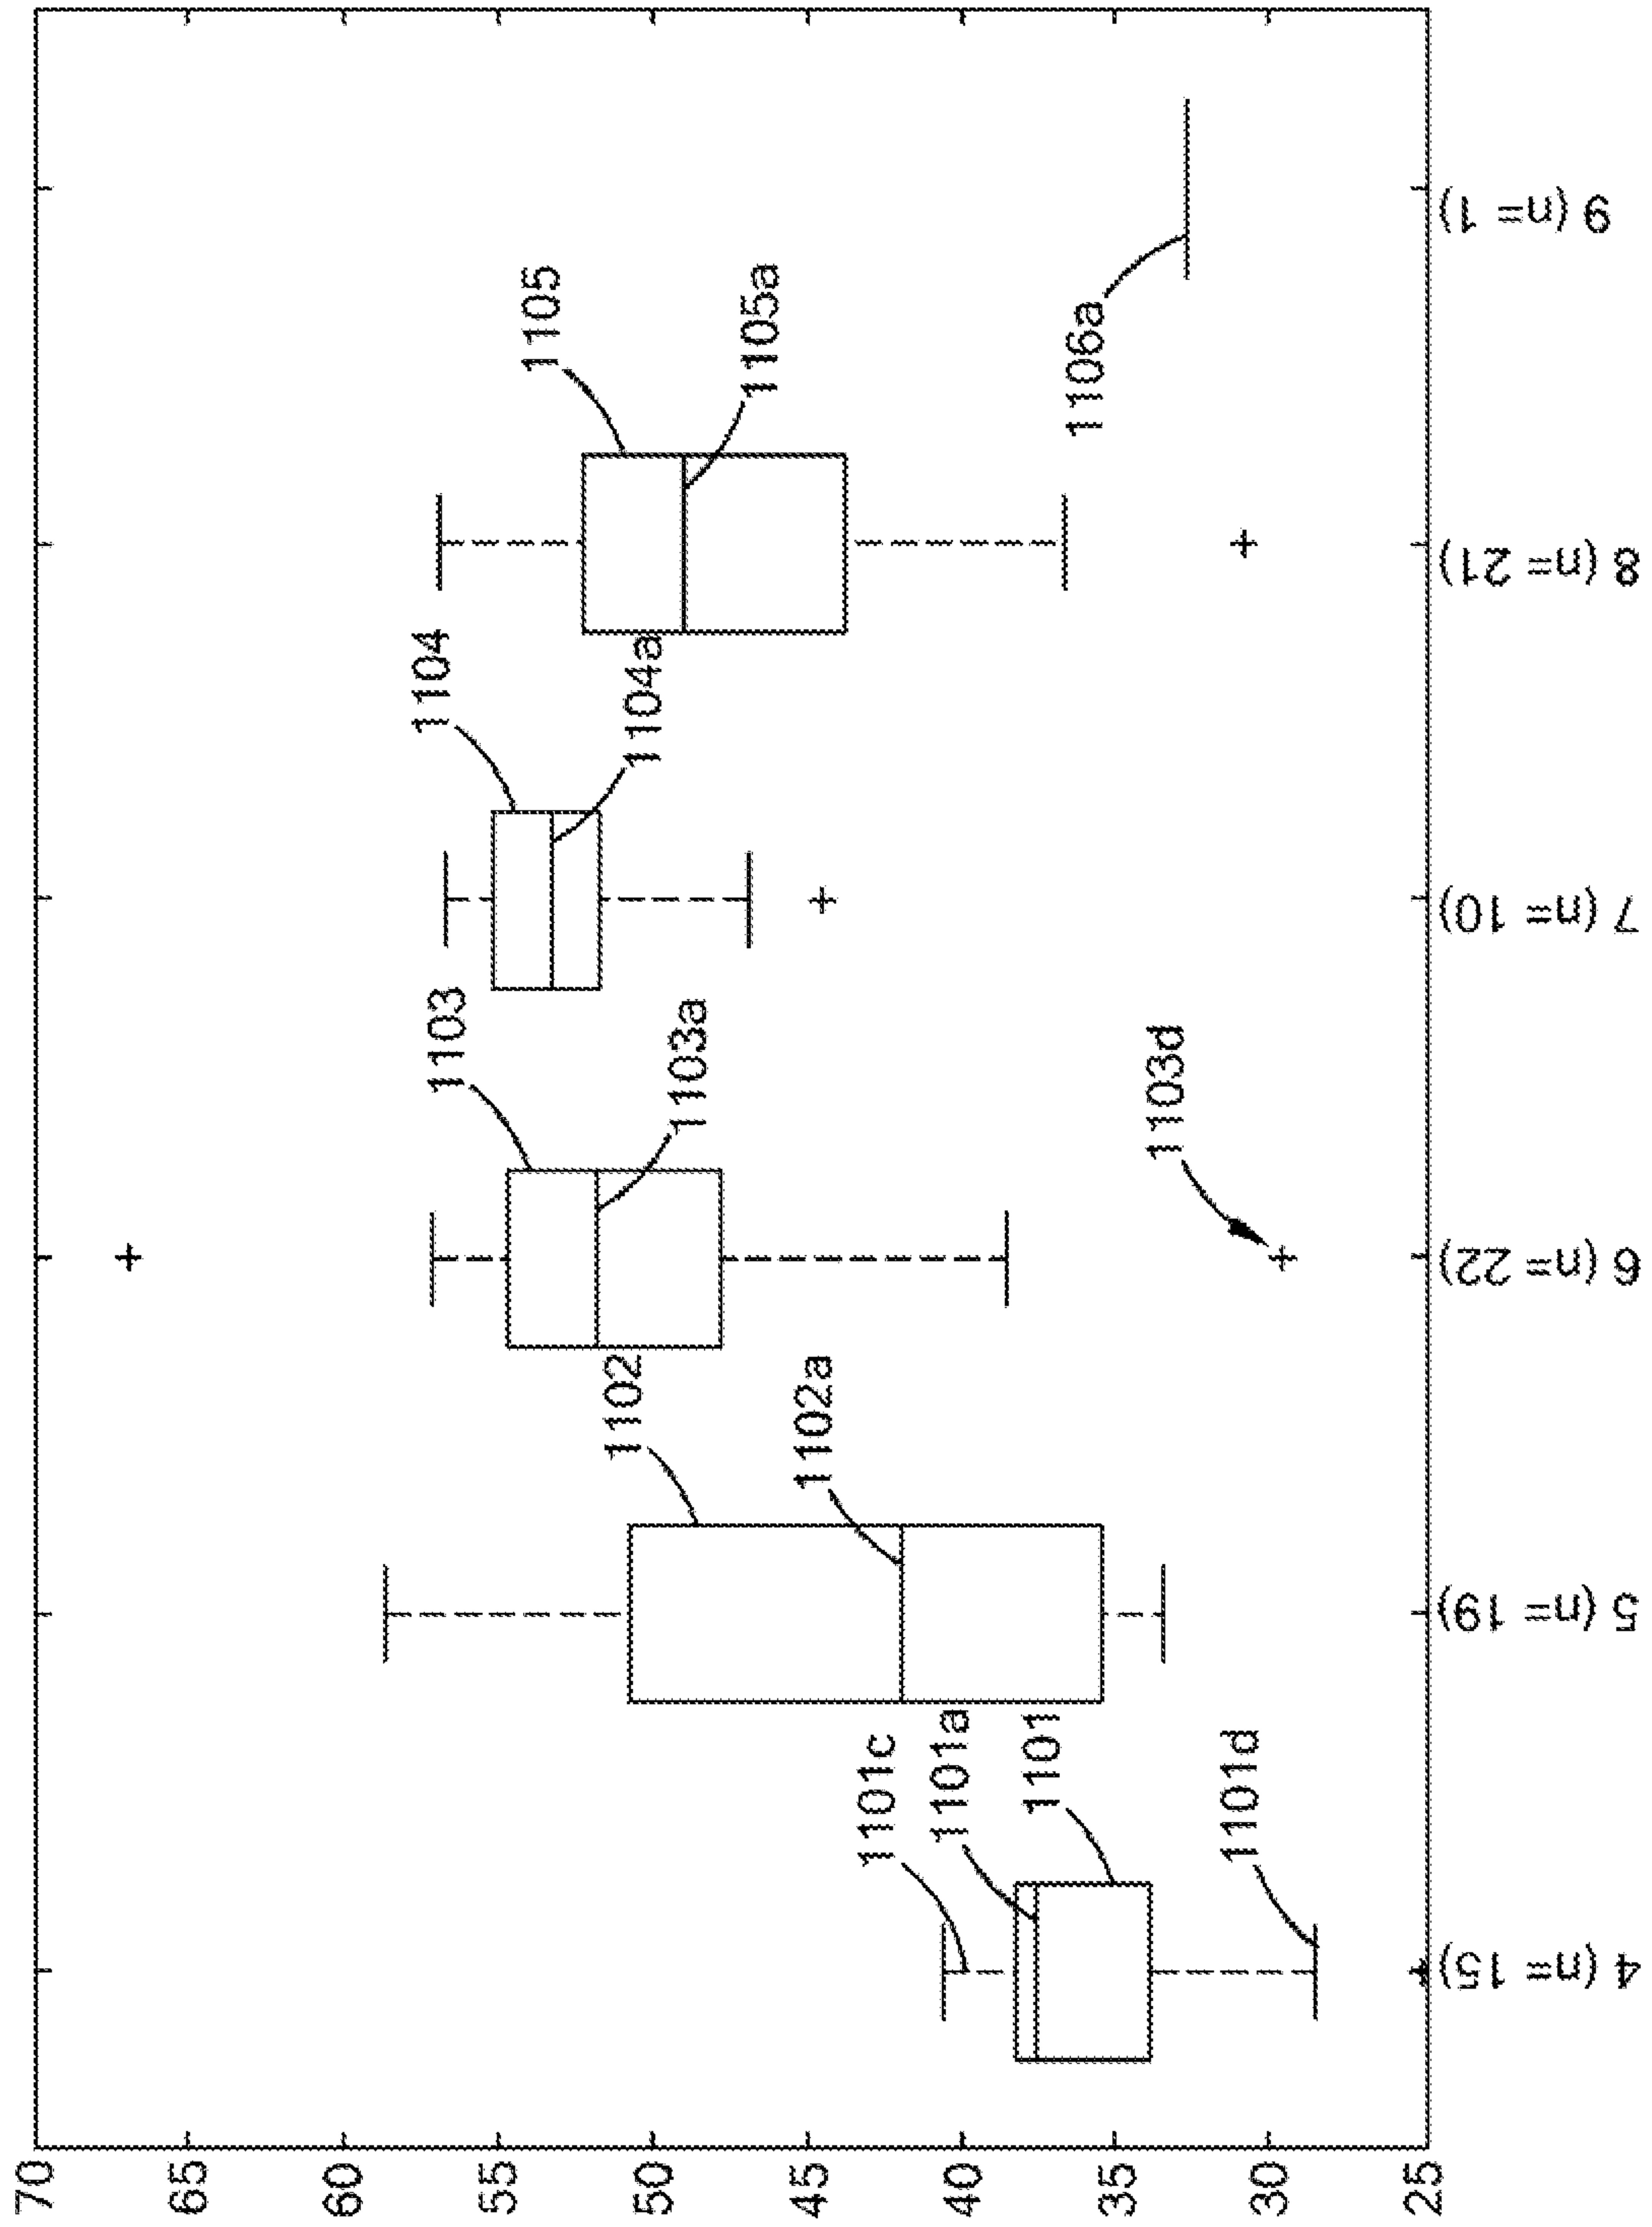 70
65
60
55
50
45
40
35
30
25
4 (n= 15)
5 (n= 19)
6 (n= 22)
7 (n= 10)
8 (n= 21)
9 (n= 1)
1101c
1101a
1101
1101d
1102
1102a
1103
1103a
1103d
1104
1104a
1105
1105a
1106a